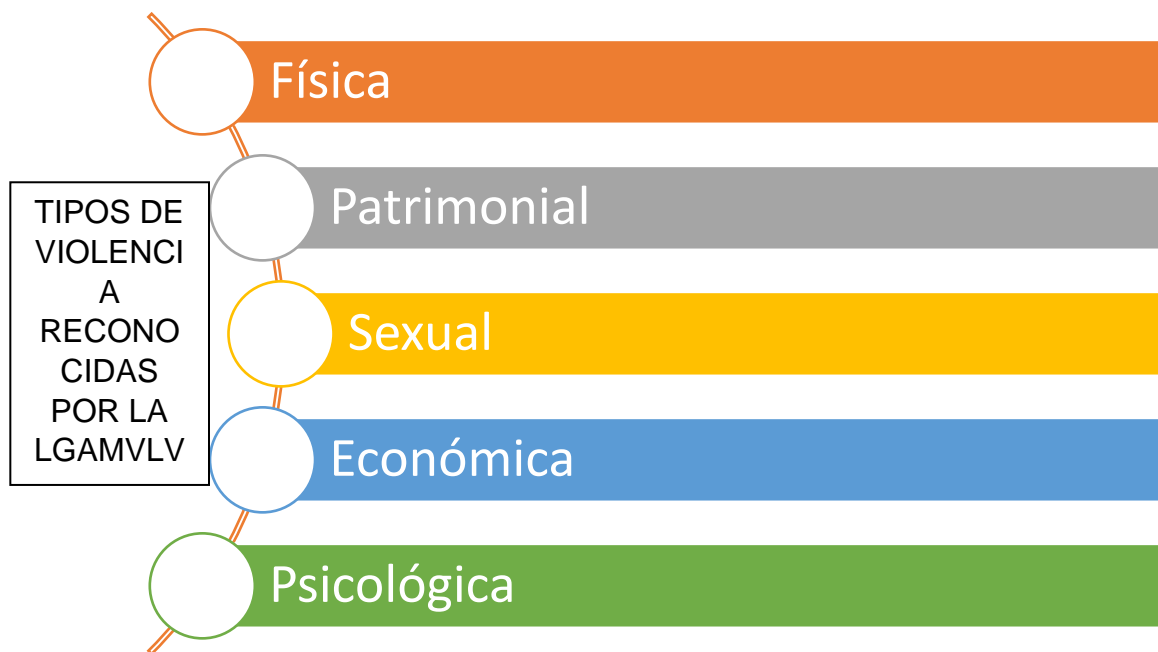 TIPOS DE
VIOLENCI
A
RECONO
CIDAS
POR LA
LGAMVLV
Física
Patrimonial
Sexual
Económica
Psicológica